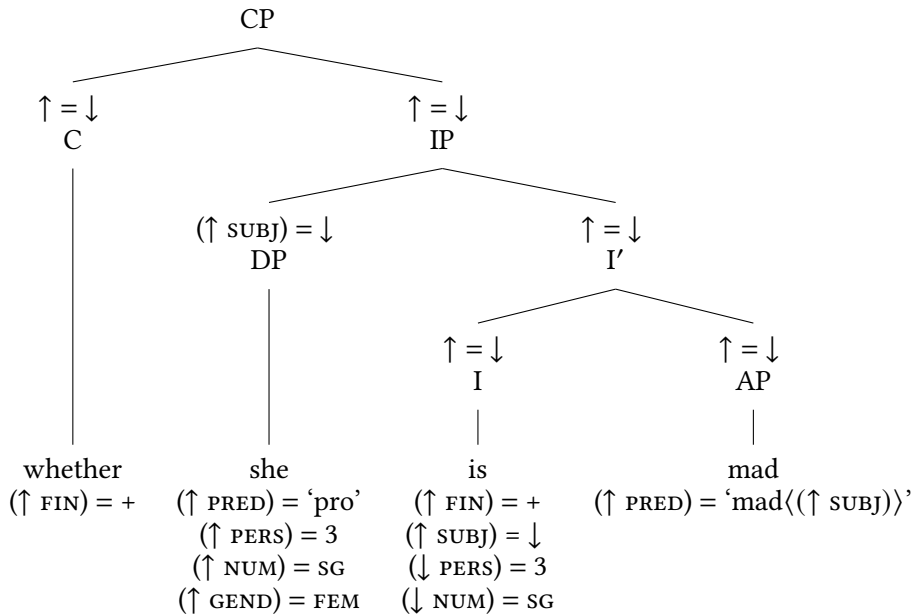 CP
↑ = ↓ ↑ = ↓
C IP
(↑ SUBJ) = ↓ ↑ = ↓
DP I′
↑ = ↓ ↑ = ↓
I AP
whether she is mad
(↑ FIN) = + (↑ PRED) = ‘pro’ (↑ FIN) = + (↑ PRED) = ‘mad⟨(↑ SUBJ)⟩’
(↑ PERS) = 3 (↑ SUBJ) = ↓
(↑ NUM) = SG (↓ PERS) = 3
(↑ GEND) = FEM (↓ NUM) = SG